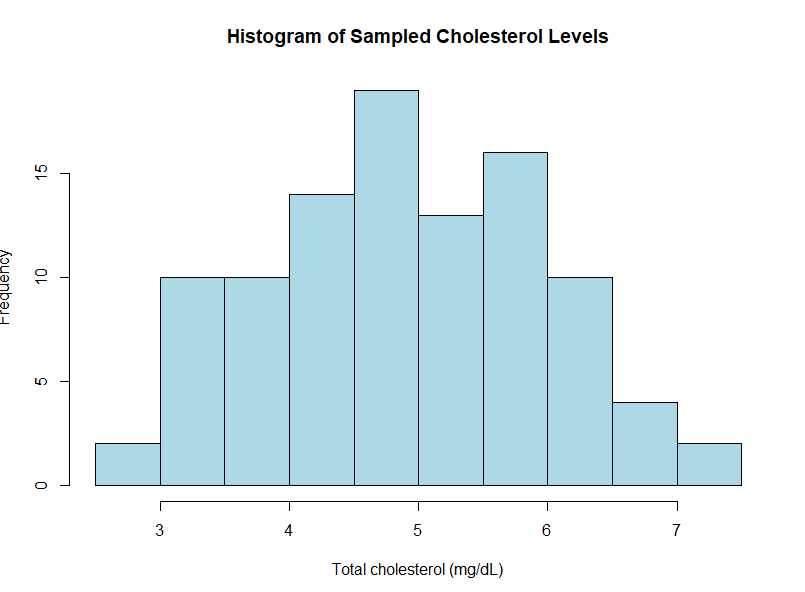 Histogram of Sampled Cholesterol Levels
Frequency
15
10
5
0
3 4 5 6 7
Total cholesterol (mg/dL)